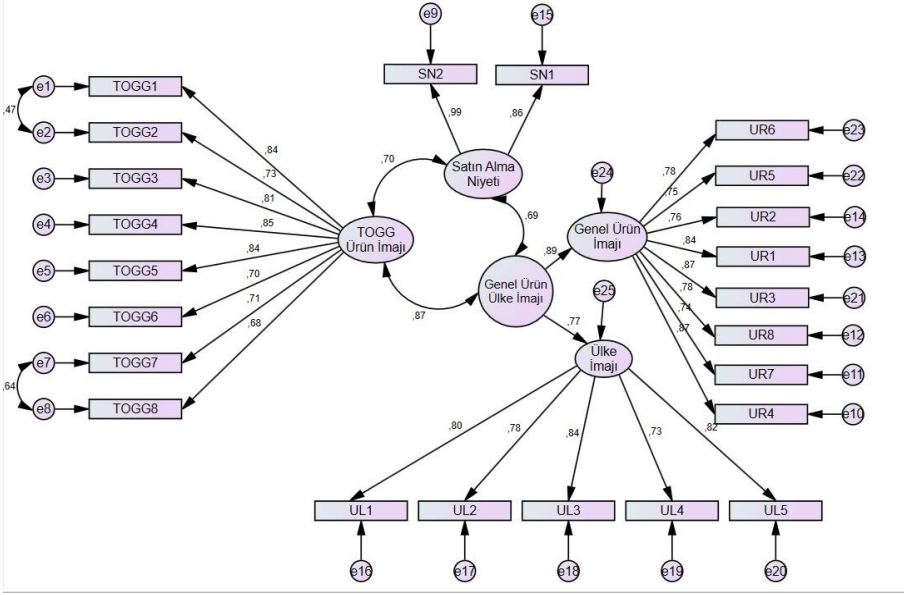 e9
e15
SN2
SN1
,99
,86
e1
TOGG1
,47
e2
TOGG2
e3
TOGG3
e4
TOGG4
e5
TOGG5
e6
TOGG6
e7
TOGG7
,64
e8
TOGG8
,84
,73
,81
,85
,84
,70
,71
,68
TOGG
Ürün İmajı
,70
Satın Alma
Niyeti
,69
,87
Genel Ürün
Ülke İmajı
,89
,77
e24
Genel Ürün
İmajı
e25
Ülke
İmajı
,78
,75
,76
,84
,87
,78
,74
,87
UR6
e23
UR5
e22
UR2
e14
UR1
e13
UR3
e21
UR8
e12
UR7
e11
UR4
e10
,80
,78
,84
,73
,82
UL1
UL2
UL3
UL4
UL5
e16
e17
e18
e19
e20